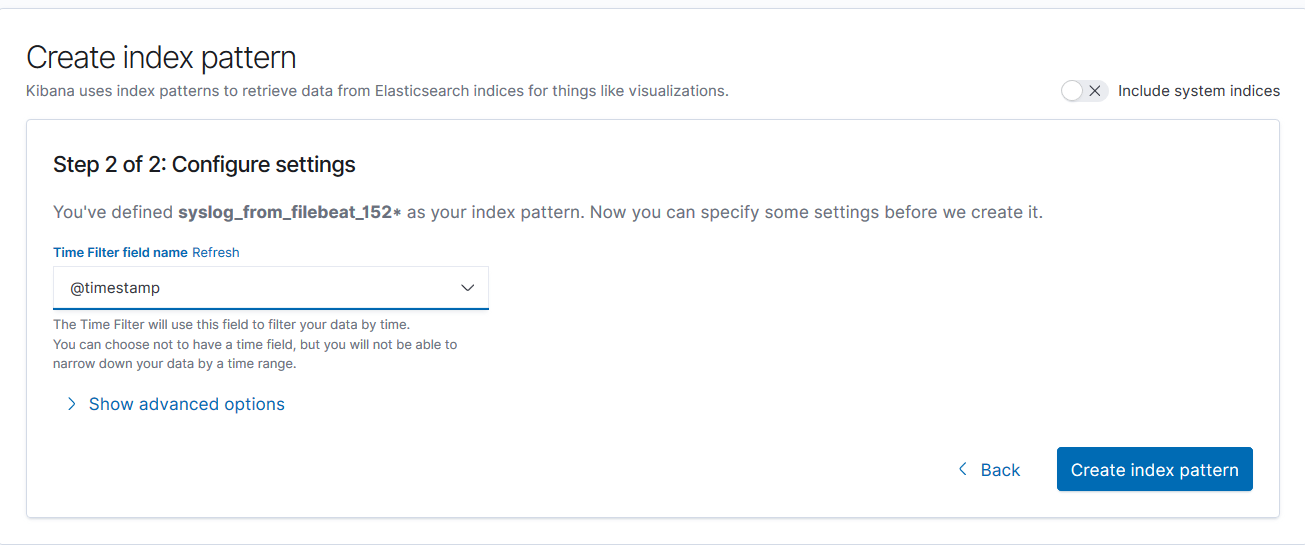 Create index pattern
Kibana uses index patterns to retrieve data from Elasticsearch indices for things like visualizations.
Include system indices
Step 2 of 2: Configure settings
You've defined syslog_from_filebeat_152* as your index pattern. Now you can specify some settings before we create it.
Time Filter field name Refresh
@timestamp
The Time Filter will use this field to filter your data by time.
You can choose not to have a time field, but you will not be able to
narrow down your data by a time range.
Show advanced options
Back
Create index pattern